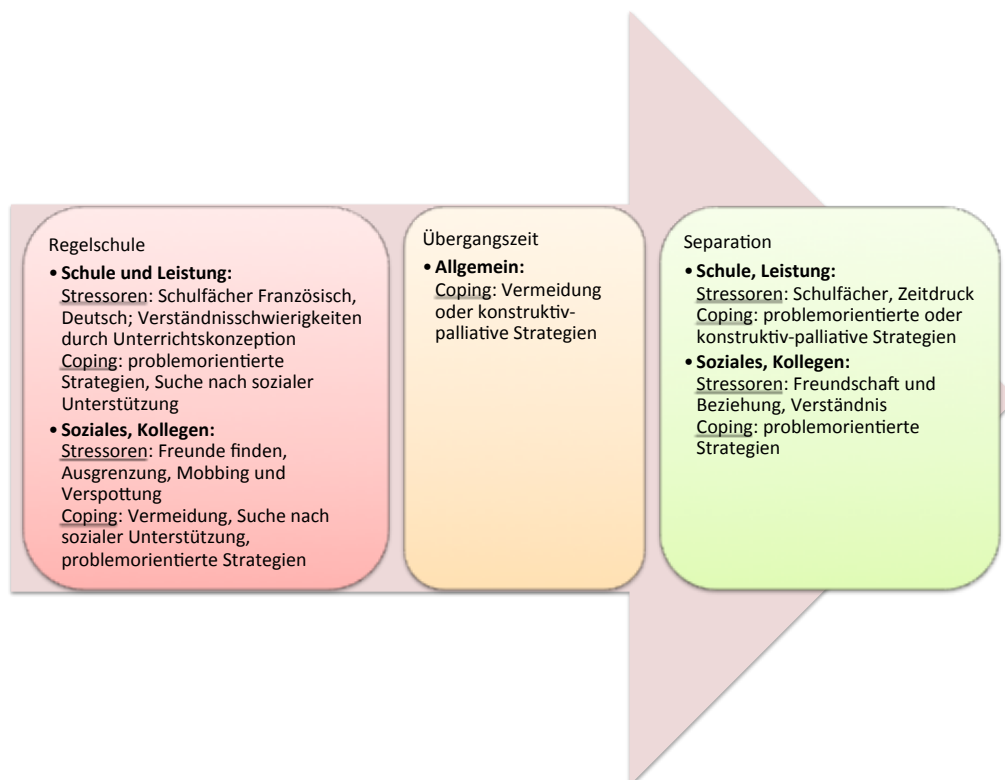 Regelschule
• Schule und Leistung:
Stressoren: Schulfächer Französisch,
Deutsch; Verständnisschwierigkeiten
durch Unterrichtskonzeption
Coping: problemorientierte
Strategien, Suche nach sozialer
Unterstützung
• Soziales, Kollegen:
Stressoren: Freunde finden,
Ausgrenzung, Mobbing und
Verspottung
Coping: Vermeidung, Suche nach
sozialer Unterstützung,
problemorientierte Strategien
Übergangszeit
• Allgemein:
Coping: Vermeidung
oder konstruktiv-
palliative Strategien
Separation
• Schule, Leistung:
Stressoren: Schulfächer, Zeitdruck
Coping: problemorientierte oder
konstruktiv-palliative Strategien
• Soziales, Kollegen:
Stressoren: Freundschaft und
Beziehung, Verständnis
Coping: problemorientierte
Strategien